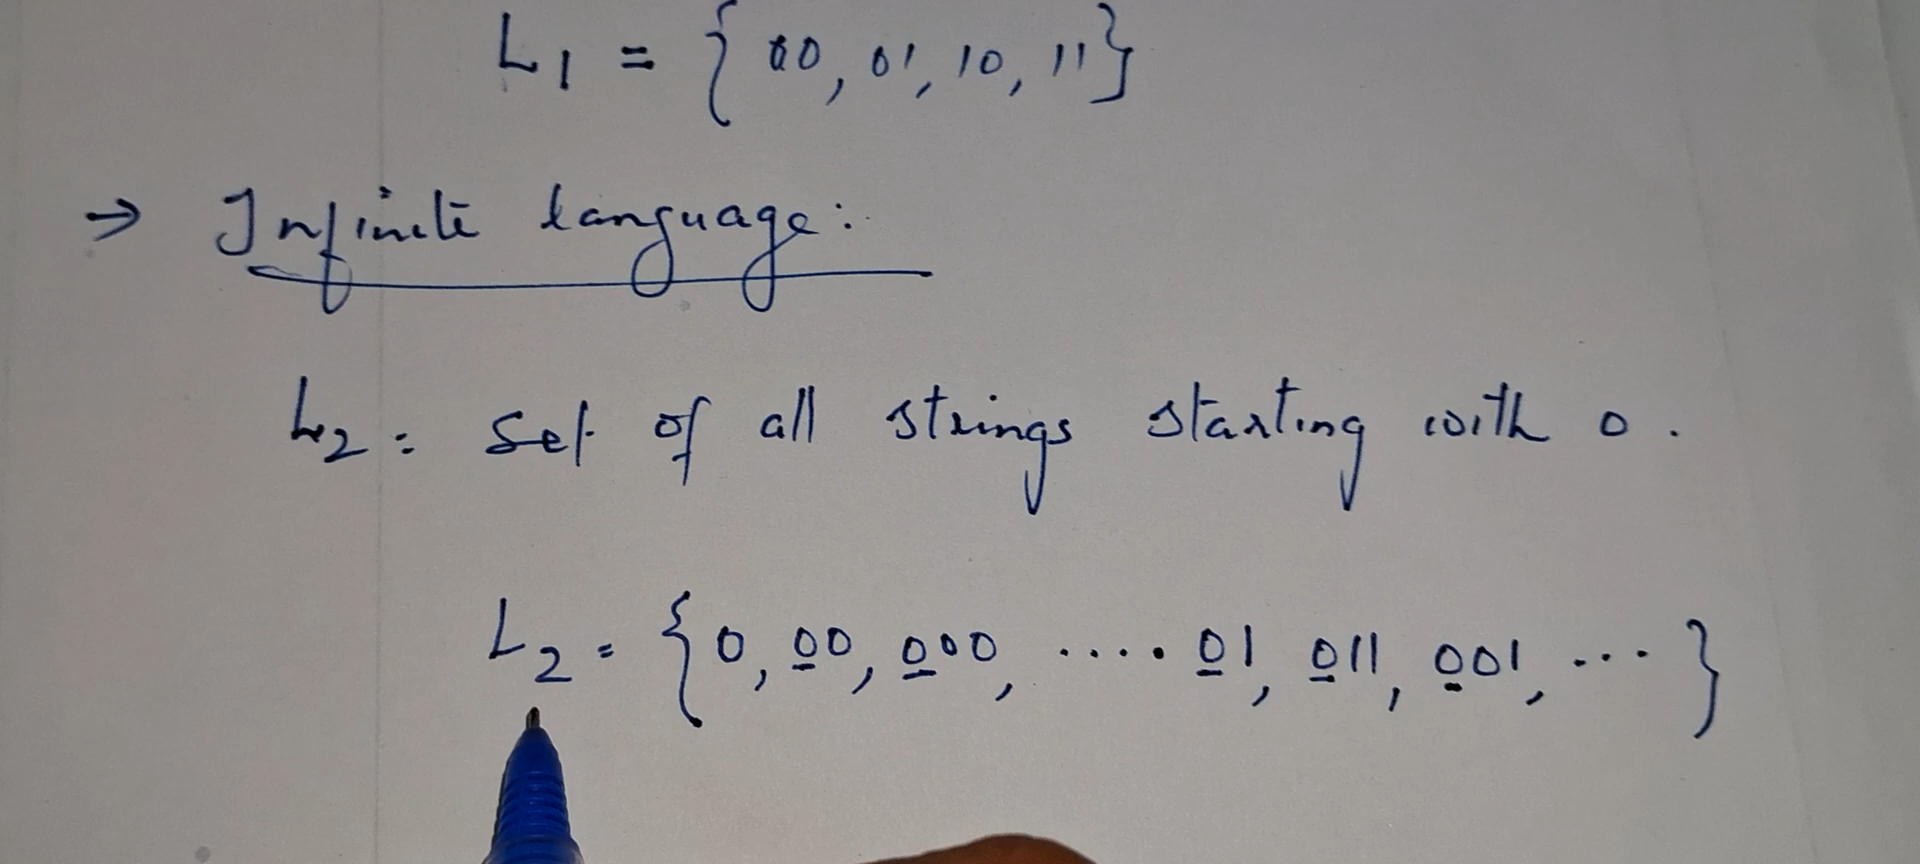 L1 = { 00, 01, 10, 11}
→ Infinite language:
L2 = Set of all strings starting with 0.
L2 = {0, 00, 000, .... 01, 011, 001, ... }